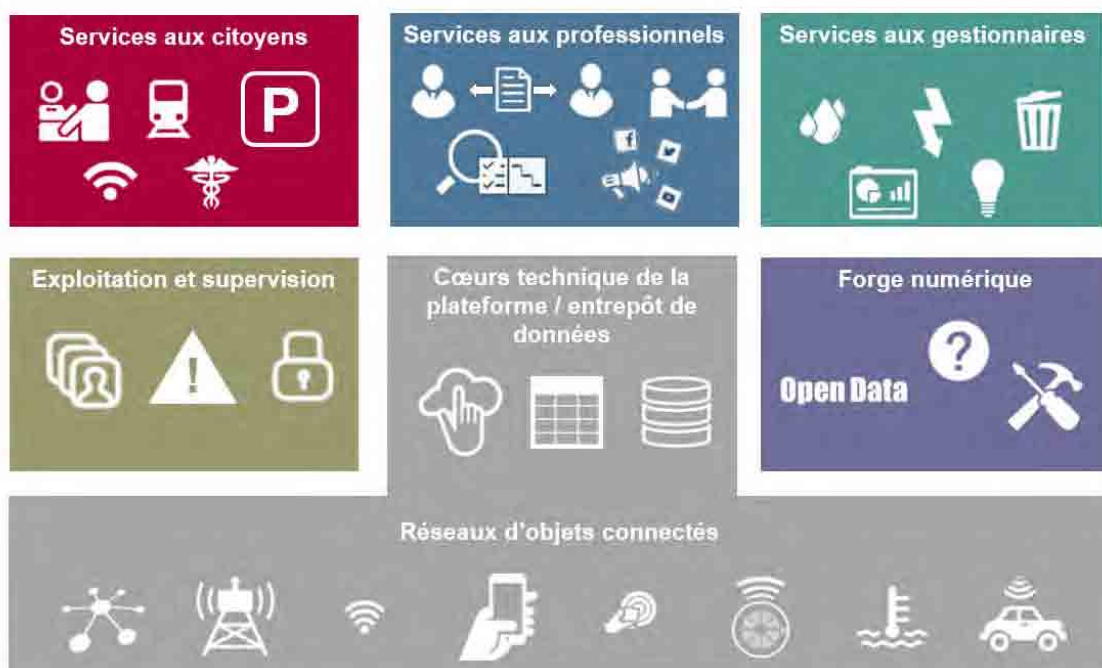 Services aux citoyens
Services aux professionnels
Services aux gestionnaires
P
f
Exploitation et supervision
Cœurs technique de la
plateforme / entrepôt de
données
Forge numérique
!
?
Open Data
Réseaux d'objets connectés